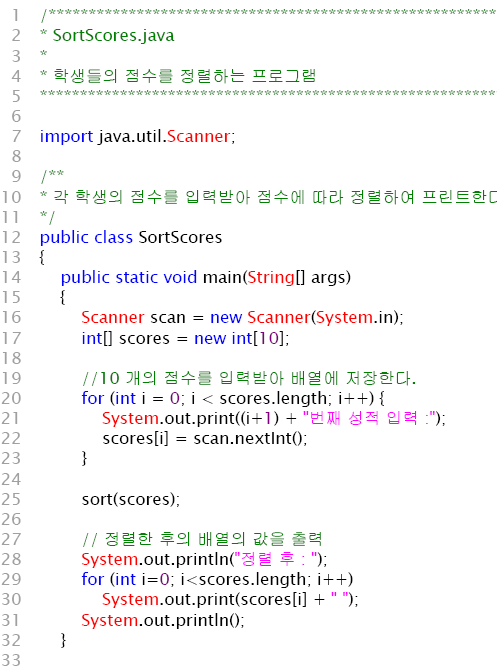 1 /*********************************************************
2 * SortScores.java
3 *
4 * 학생들의 점수를 정렬하는 프로그램
5 **********************************************************
6
7 import java.util.Scanner;
8
9 /**
10 * 각 학생의 점수를 입력받아 점수에 따라 정렬하여 프린트한다
11 */
12 public class SortScores
13 {
14 public static void main(String[] args)
15 {
16 Scanner scan = new Scanner(System.in);
17 int[] scores = new int[10];
18
19 //10 개의 점수를 입력받아 배열에 저장한다.
20 for (int i = 0; i < scores.length; i++) {
21 System.out.print((i+1) + "번째 성적 입력 :");
22 scores[i] = scan.nextInt();
23 }
24
25 sort(scores);
26
27 // 정렬한 후의 배열의 값을 출력
28 System.out.println("정렬 후 : ");
29 for (int i=0; i<scores.length; i++)
30 System.out.print(scores[i] + " ");
31 System.out.println();
32 }
33